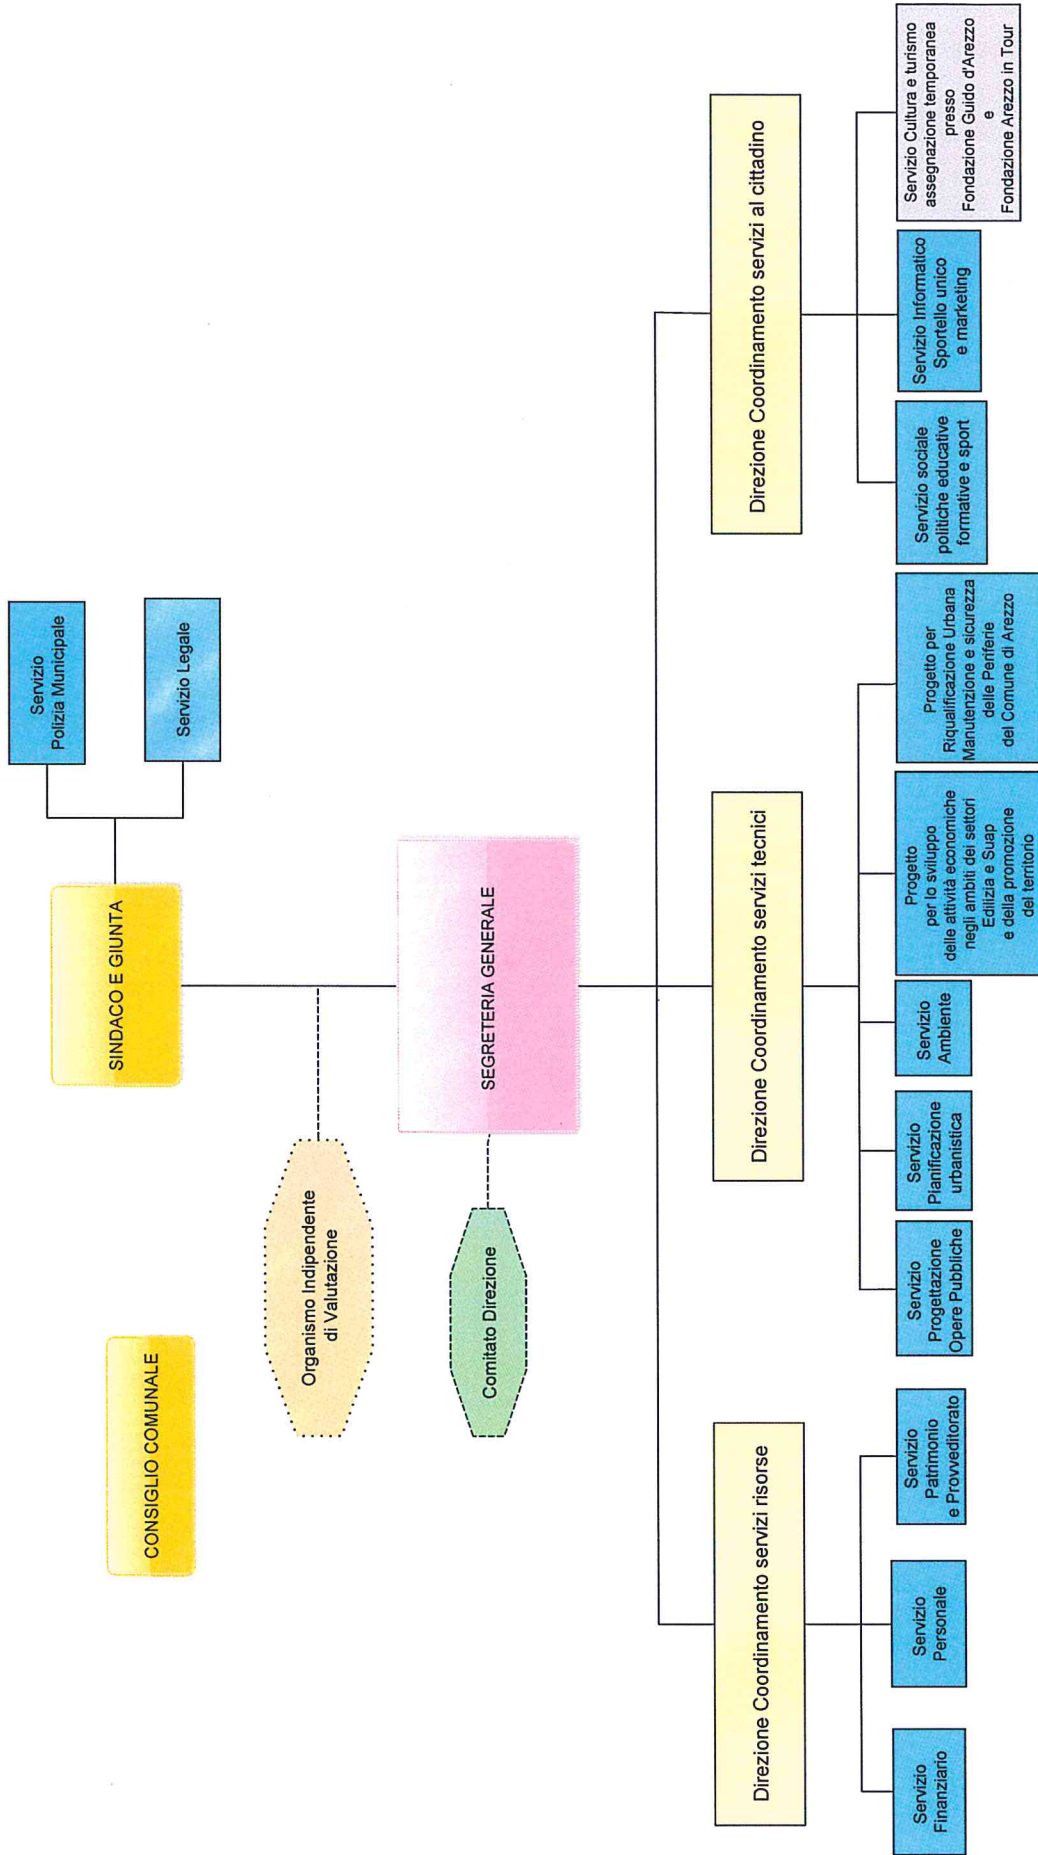 CONSIGLIO COMUNALE
SINDACO E GIUNTA
Servizio
Polizia Municipale
Servizio Legale
Organismo Indipendente
di Valutazione
SEGRETERIA GENERALE
Comitato Direzione
Direzione Coordinamento servizi risorse
Direzione Coordinamento servizi tecnici
Direzione Coordinamento servizi al cittadino
Servizio
Finanziario
Servizio
Personale
Servizio
Patrimonio
e Provveditorato
Servizio
Progettazione
Opere Pubbliche
Servizio
Pianificazione
urbanistica
Servizio
Ambiente
Progetto
per lo sviluppo
delle attività economiche
negli ambiti dei settori
Edilizia e Suap
e della promozione
del territorio
Progetto per
Riqualificazione Urbana
Manutenzione e sicurezza
delle Periferie
del Comune di Arezzo
Servizio sociale
politiche educative
formative e sport
Servizio Informatico
Sportello unico
e marketing
Servizio Cultura e turismo
assegnazione temporanea
presso
Fondazione Guido d'Arezzo
e
Fondazione Arezzo in Tour